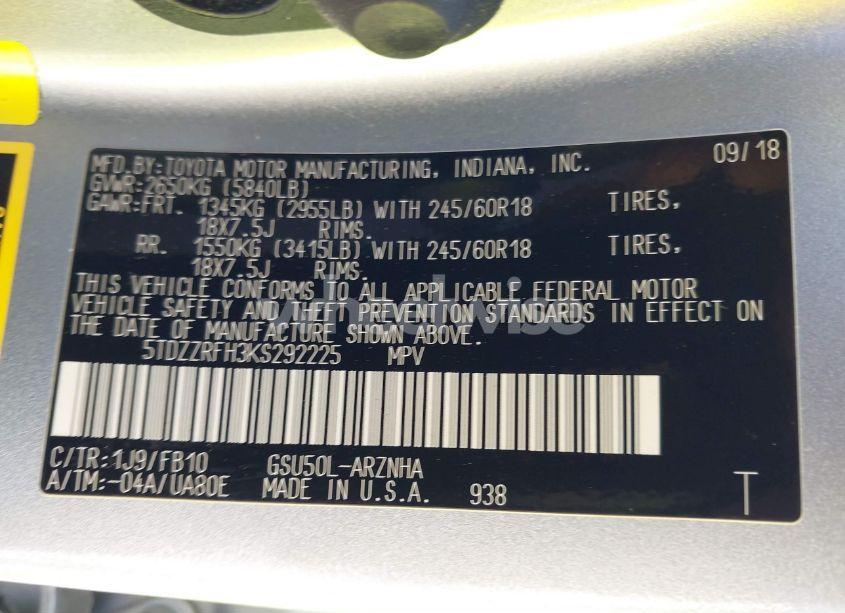 MFD. BY: TOYOTA MOTOR MANUFACTURING, INDIANA, INC. 09/18
GVWR: 2650KG (5840LB)
GAWR: FRT. 1345KG (2955LB) WITH 245/60R18 TIRES,
18X7.5J RIMS.
RR. 1550KG (3415LB) WITH 245/60R18 TIRES,
18X7.5J RIMS.
THIS VEHICLE CONFORMS TO ALL APPLICABLE FEDERAL MOTOR
VEHICLE SAFETY AND THEFT PREVENTION STANDARDS IN EFFECT ON
THE DATE OF MANUFACTURE SHOWN ABOVE.
5TDZZRFH3KS292225 MPV
C/TR: 1J9/FB10 GSU50L-ARZNHA
A/TM: -04A/UA80E MADE IN U.S.A. 938 T